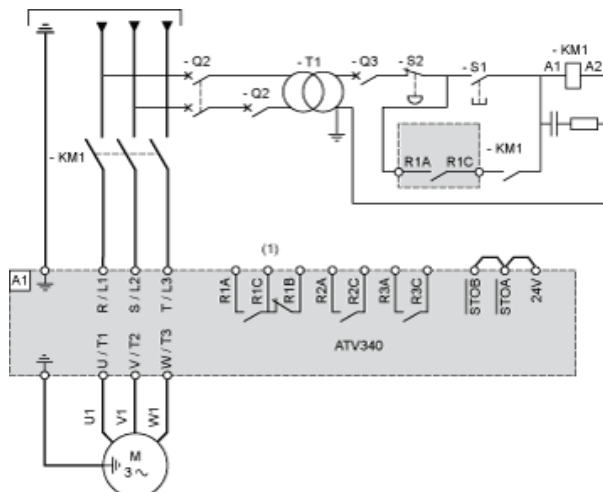 - KM1
- Q2
- T1
- Q3
- S2
- S1
A1
A2
- Q2
- KM1
R1A
R1C
- KM1
(1)
A1
R / L1
S / L2
T / L3
R1A
R1C
R1B
R2A
R2C
R3A
R3C
STOB
STOA
24V
ATV340
U / T1
V / T2
W / T3
U1
V1
W1
M
3 ~